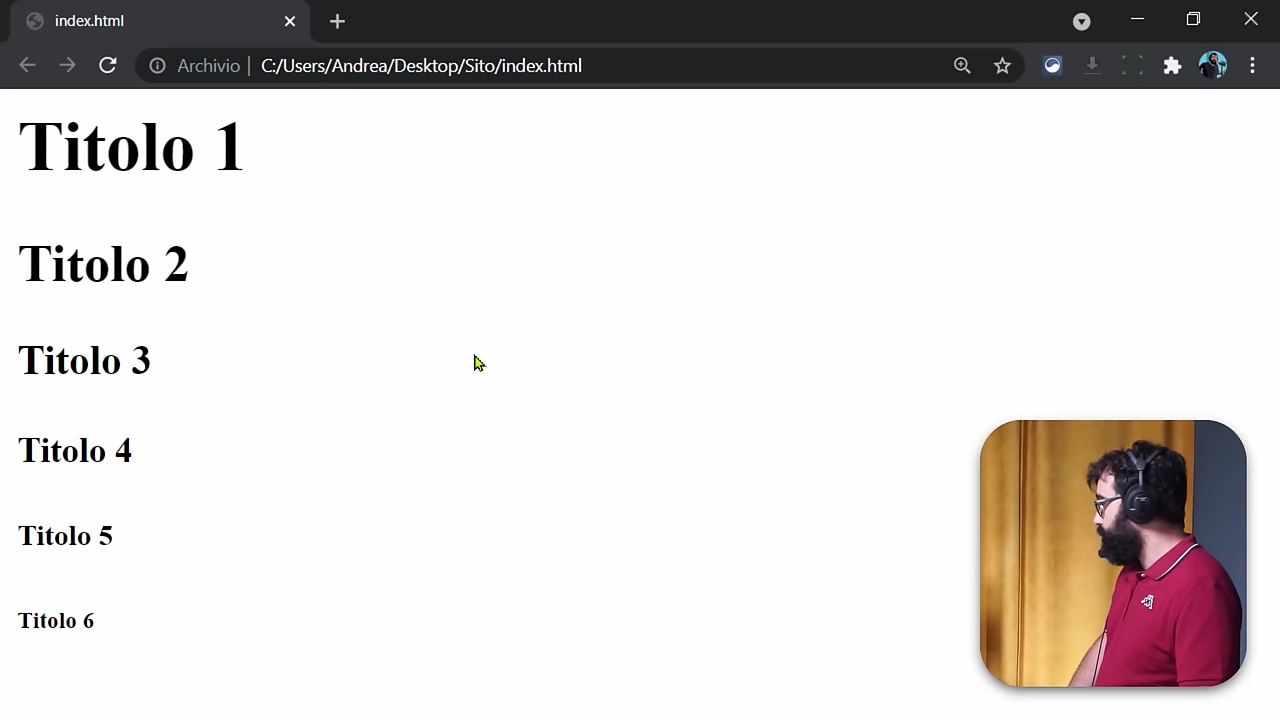 index.html
Archivio | C:/Users/Andrea/Desktop/Sito/index.html
Titolo 1
Titolo 2
Titolo 3
Titolo 4
Titolo 5
Titolo 6